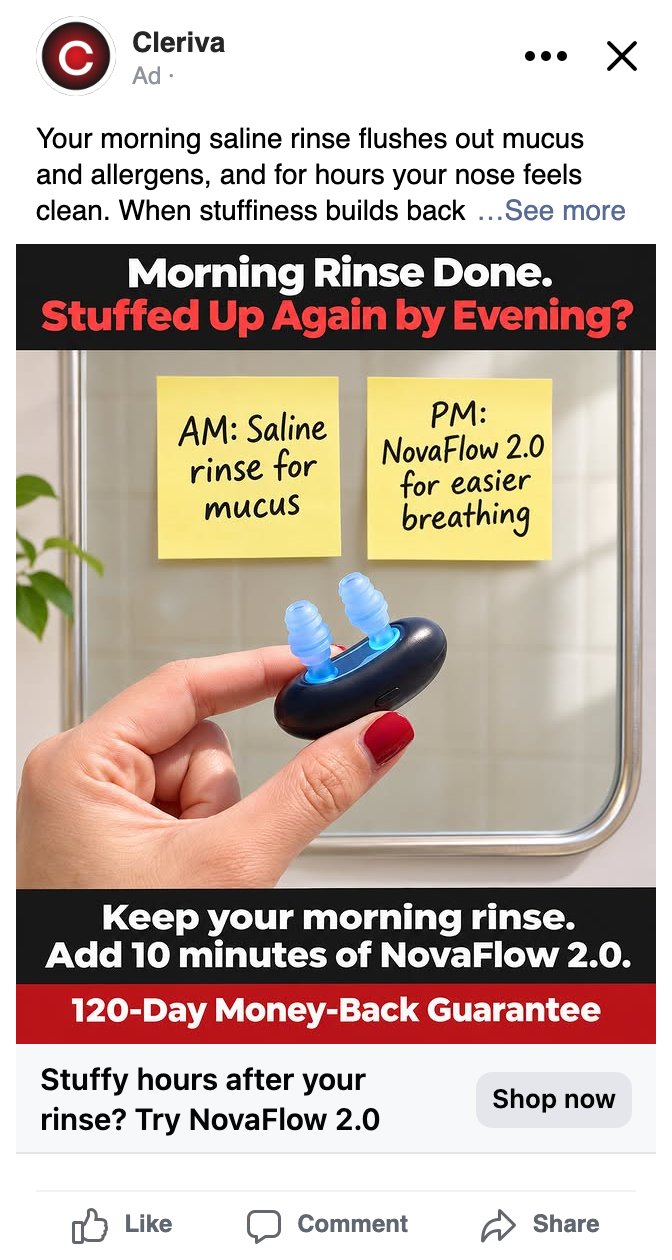 C
Cleriva
Ad ·
Your morning saline rinse flushes out mucus
and allergens, and for hours your nose feels
clean. When stuffiness builds back ...See more
Morning Rinse Done.
Stuffed Up Again by Evening?
AM: Saline
rinse for
mucus
PM:
NovaFlow 2.0
for easier
breathing
Keep your morning rinse.
Add 10 minutes of NovaFlow 2.0.
120-Day Money-Back Guarantee
Stuffy hours after your
rinse? Try NovaFlow 2.0
Shop now
Like
Comment
Share